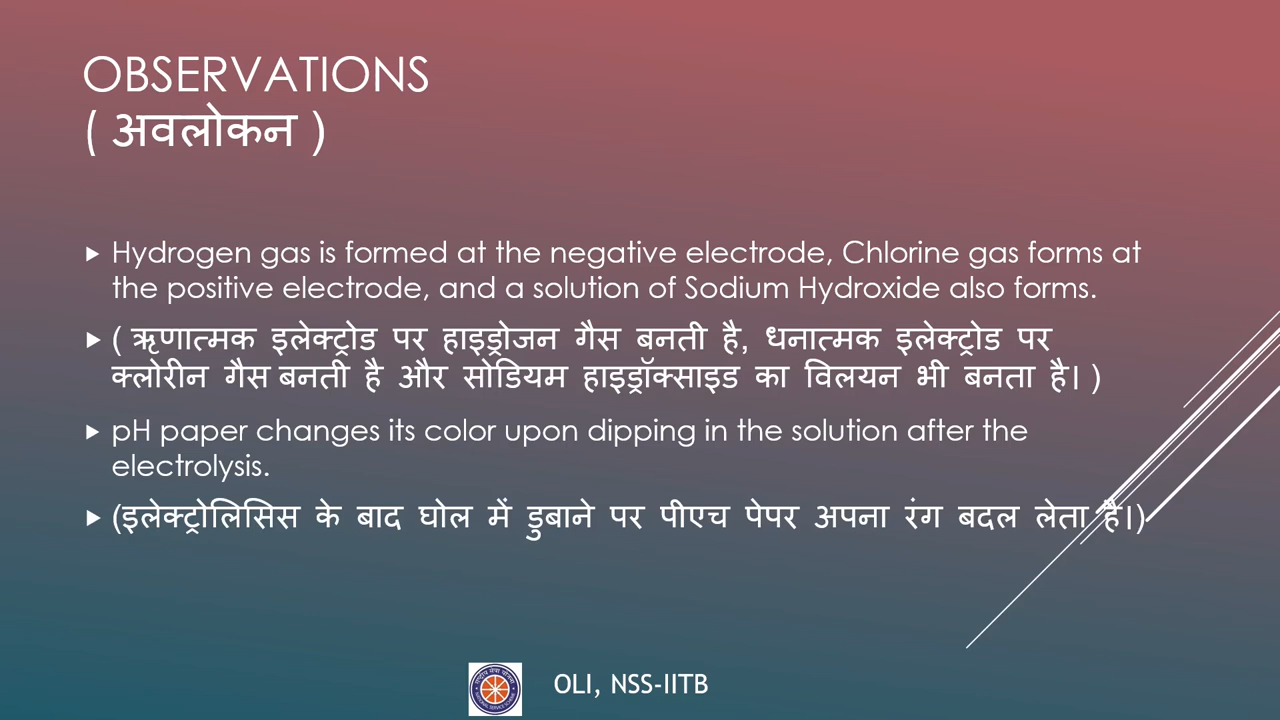 OBSERVATIONS
( अवलोकन )
Hydrogen gas is formed at the negative electrode, Chlorine gas forms at
the positive electrode, and a solution of Sodium Hydroxide also forms.
( ऋणात्मक इलेक्ट्रोड पर हाइड्रोजन गैस बनती है, धनात्मक इलेक्ट्रोड पर
क्लोरीन गैस बनती है और सोडियम हाइड्रॉक्साइड का विलयन भी बनता है। )
pH paper changes its color upon dipping in the solution after the
electrolysis.
(इलेक्ट्रोलिसिस के बाद घोल में डुबाने पर पीएच पेपर अपना रंग बदल लेता है।)
OLI, NSS-IITB